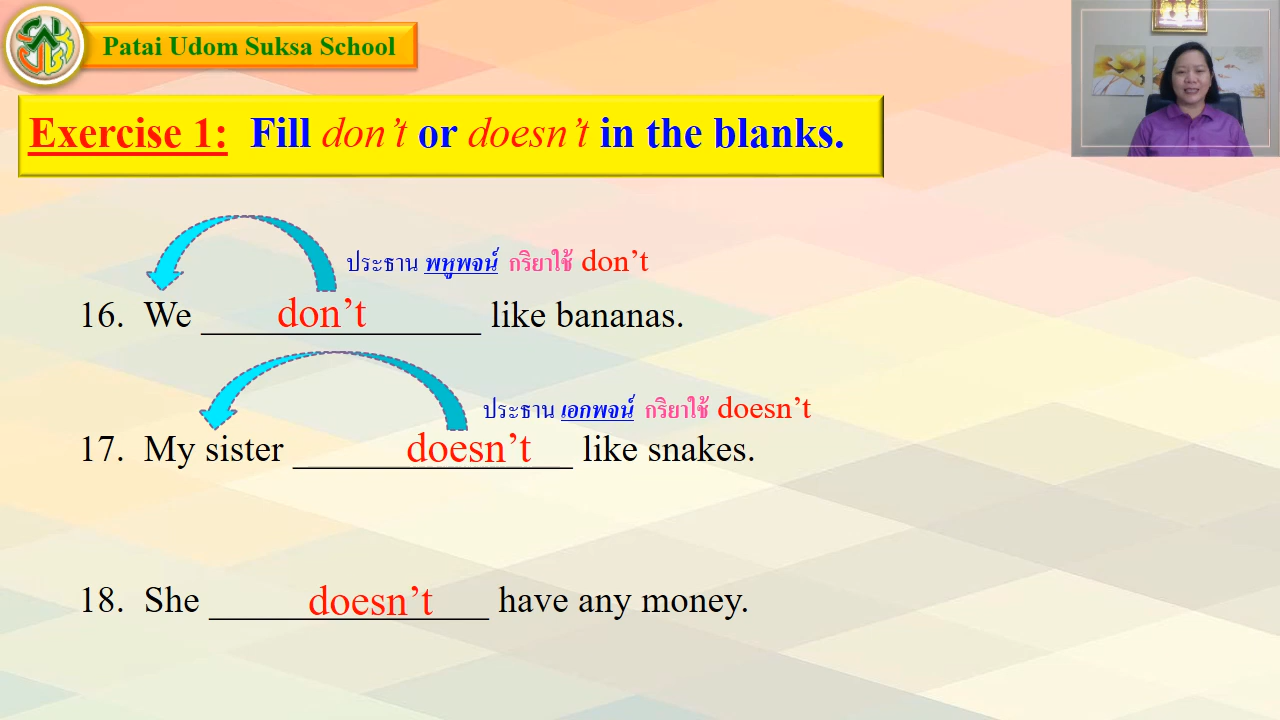 Patai Udom Suksa School
Exercise 1: Fill don’t or doesn’t in the blanks.
ประธาน พหูพจน์ กริยาใช้ don’t
16. We _______________ don’t like bananas.
ประธาน เอกพจน์ กริยาใช้ doesn’t
17. My sister _______________ doesn’t like snakes.
18. She _______________ doesn’t have any money.